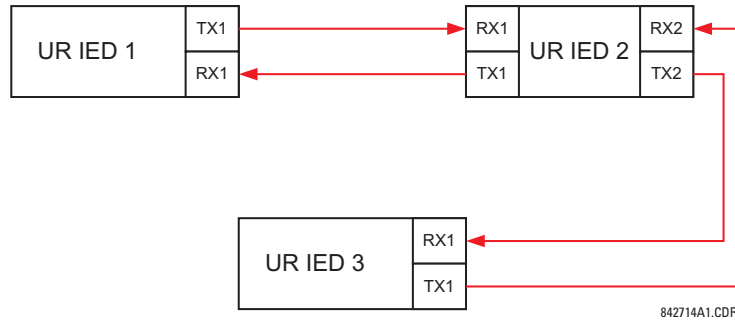 UR IED 1
TX1
RX1
RX1
TX1
UR IED 2
RX2
TX2
UR IED 3
RX1
TX1
842714A1.CDR